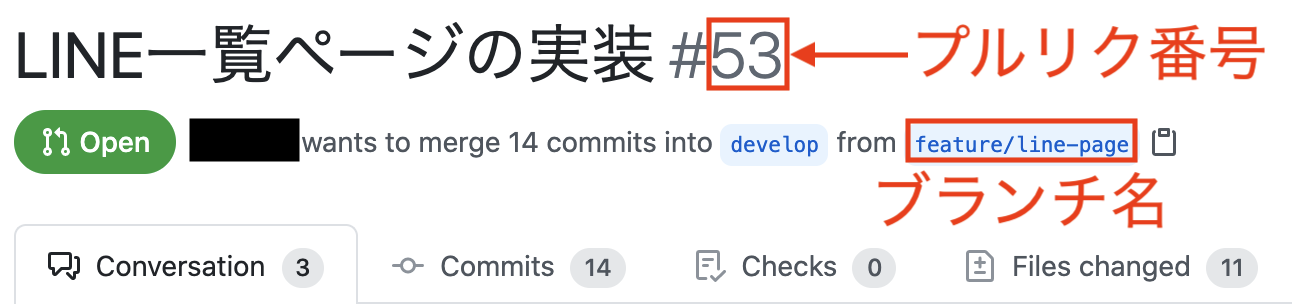 LINE一覧ページの実装 #53 プルリク番号
Open wants to merge 14 commits into develop from feature/line-page
ブランチ名
Conversation 3 Commits 14 Checks 0 Files changed 11